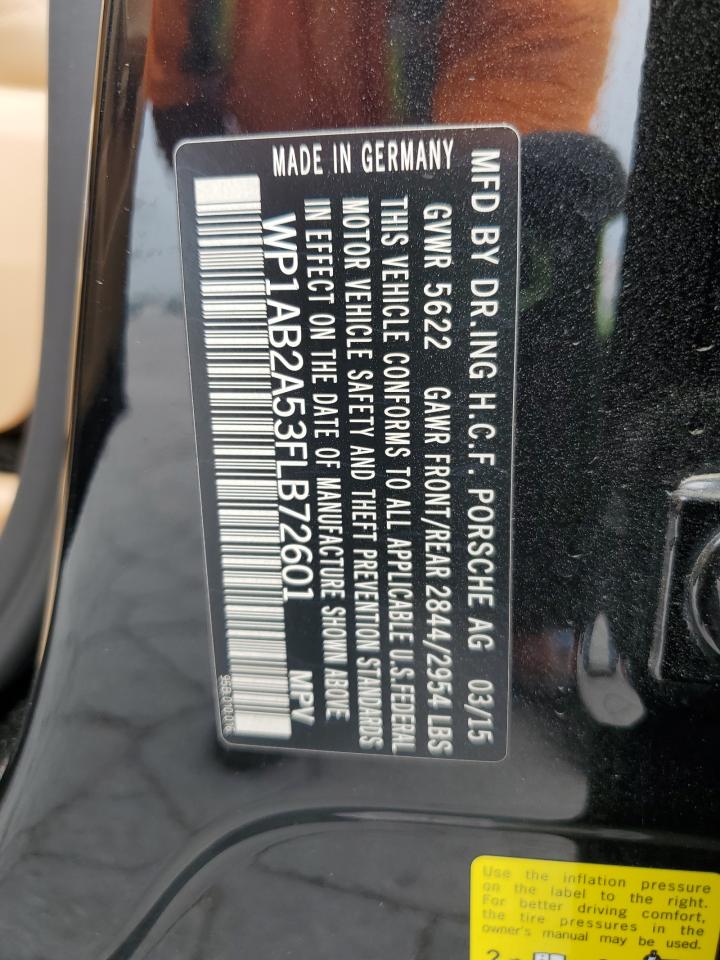 MFD BY DR.ING H.C.F. PORSCHE AG 03/15
GVWR 5622 GAWR FRONT/REAR 2844/2954 LBS
THIS VEHICLE CONFORMS TO ALL APPLICABLE U.S.FEDERAL
MOTOR VEHICLE SAFETY AND THEFT PREVENTION STANDARDS
IN EFFECT ON THE DATE OF MANUFACTURE SHOWN ABOVE
WP1AB2A53FLB72601 MPV
MADE IN GERMANY
95B.010.016
Use the inflation pressure
on the label to the right.
For better driving comfort,
the tire pressures in the
owner's manual may be used.